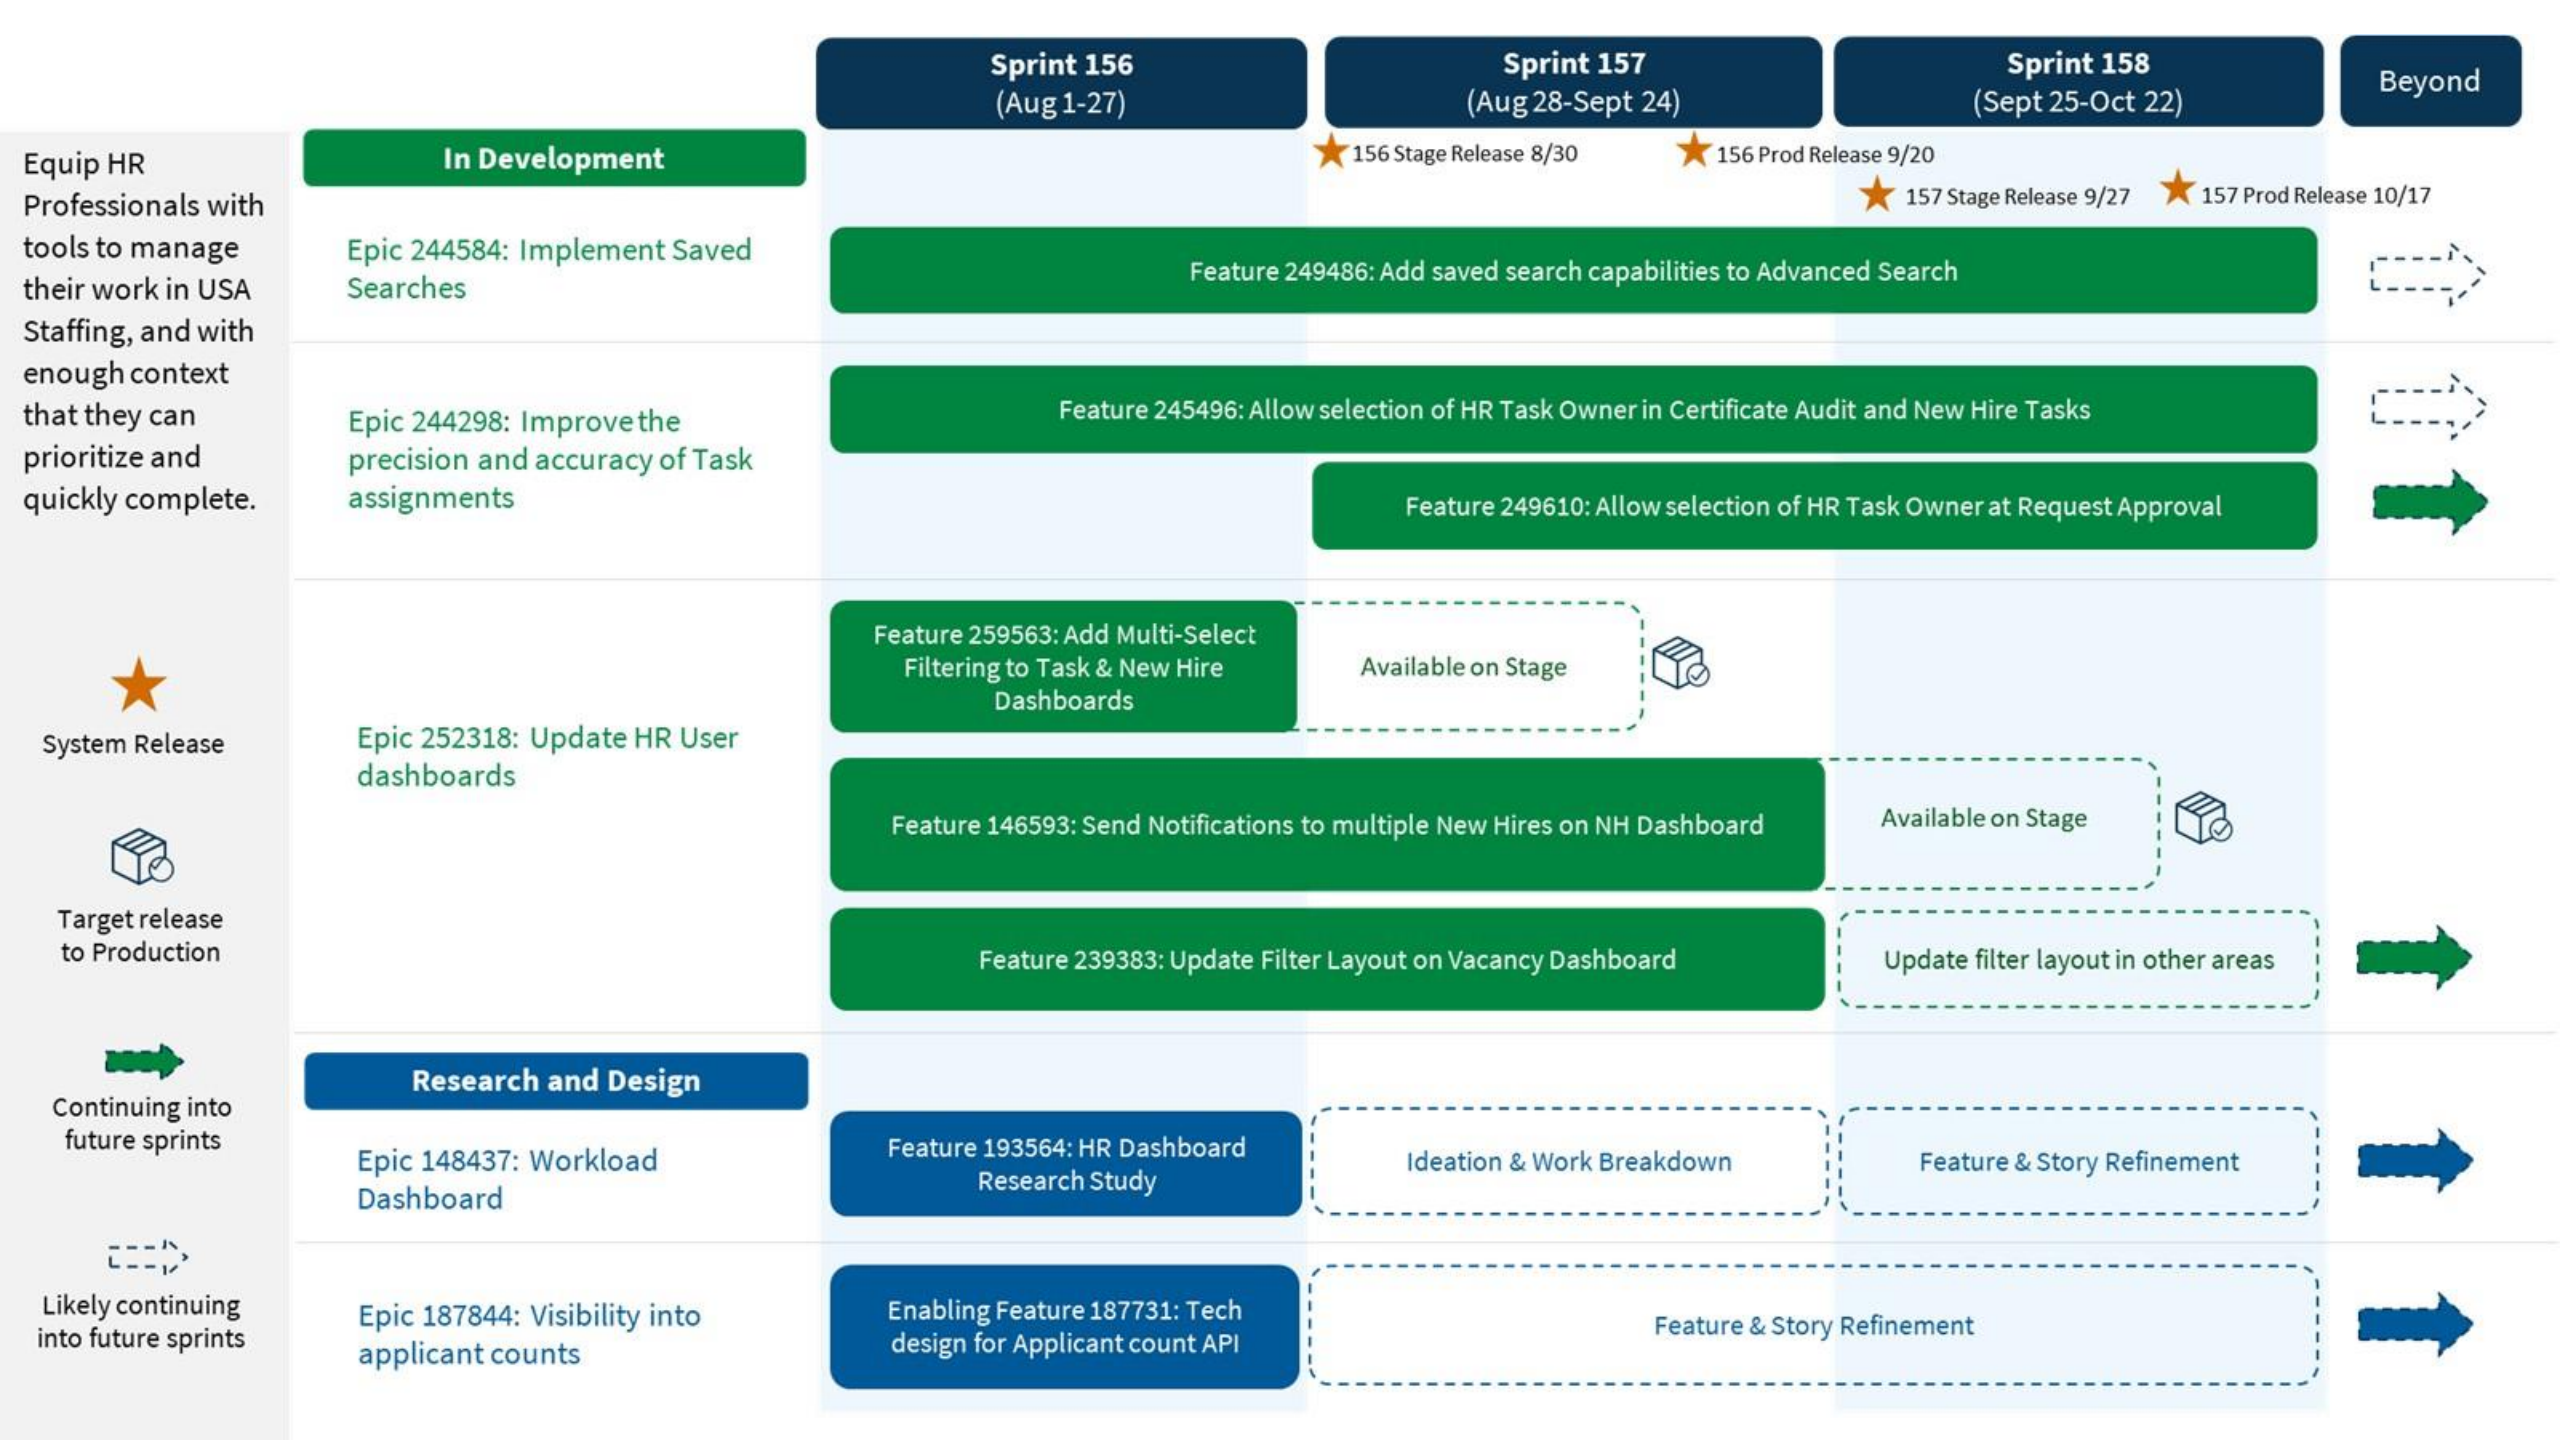 Sprint 156
(Aug 1-27)
Sprint 157
(Aug 28-Sept 24)
Sprint 158
(Sept 25-Oct 22)
Beyond
Equip HR
Professionals with
tools to manage
their work in USA
Staffing, and with
enough context
that they can
prioritize and
quickly complete.
System Release
Target release
to Production
Continuing into
future sprints
Likely continuing
into future sprints
In Development
156 Stage Release 8/30
156 Prod Release 9/20
157 Stage Release 9/27
157 Prod Release 10/17
Epic 244584: Implement Saved
Searches
Feature 249486: Add saved search capabilities to Advanced Search
Epic 244298: Improve the
precision and accuracy of Task
assignments
Feature 245496: Allow selection of HR Task Owner in Certificate Audit and New Hire Tasks
Feature 249610: Allow selection of HR Task Owner at Request Approval
Epic 252318: Update HR User
dashboards
Feature 259563: Add Multi-Select
Filtering to Task & New Hire
Dashboards
Available on Stage
Feature 146593: Send Notifications to multiple New Hires on NH Dashboard
Available on Stage
Feature 239383: Update Filter Layout on Vacancy Dashboard
Update filter layout in other areas
Research and Design
Epic 148437: Workload
Dashboard
Feature 193564: HR Dashboard
Research Study
Ideation & Work Breakdown
Feature & Story Refinement
Epic 187844: Visibility into
applicant counts
Enabling Feature 187731: Tech
design for Applicant count API
Feature & Story Refinement